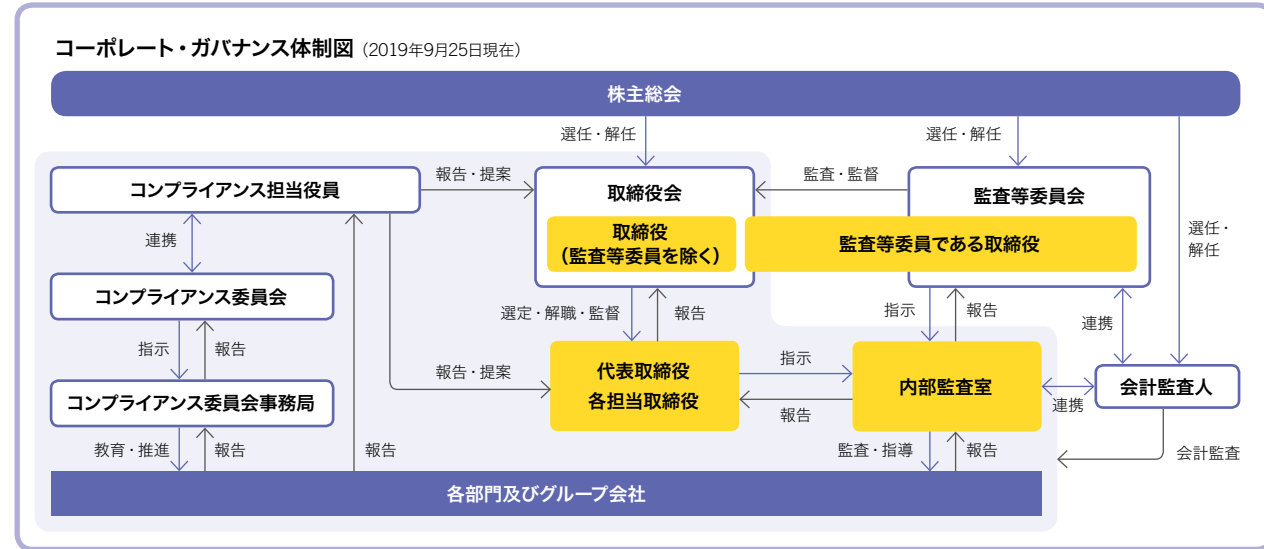 コーポレート・ガバナンス体制図（2019年9月25日現在）
株主総会
選任・解任
選任・解任
選任・
解任
コンプライアンス担当役員
報告・提案
取締役会
監査・監督
監査等委員会
取締役
（監査等委員を除く）
監査等委員である取締役
連携
コンプライアンス委員会
選定・解職・監督
報告
指示
報告
連携
指示
報告
報告・提案
代表取締役
各担当取締役
指示
報告
内部監査室
連携
会計監査人
コンプライアンス委員会事務局
教育・推進
報告
報告
監査・指導
報告
会計監査
各部門及びグループ会社